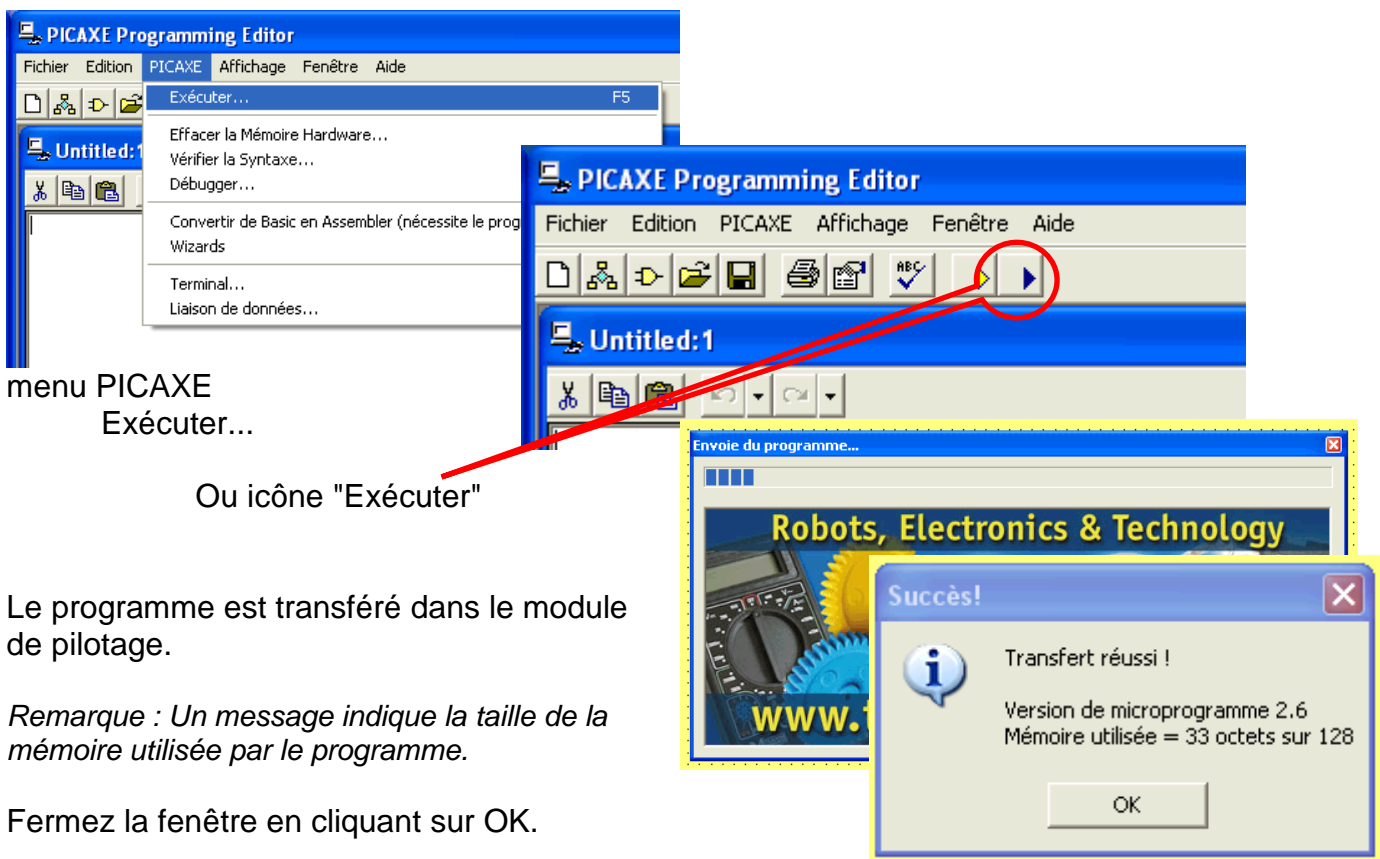 PICAXE Programming Editor
Fichier Edition PICAXE Affichage Fenêtre Aide
Exécuter... F5
Effacer la Mémoire Hardware...
Vérifier la Syntaxe...
Débugger...
Convertir de Basic en Assembler (nécessite le prog
Wizards
Terminal...
Liaison de données...
Untitled:1
PICAXE Programming Editor
Fichier Edition PICAXE Affichage Fenêtre Aide
ABC
Untitled:1
menu PICAXE
Exécuter...
Ou icône "Exécuter"
Envoie du programme...
Robots, Electronics & Technology
www.
Le programme est transféré dans le module
de pilotage.
Remarque : Un message indique la taille de la
mémoire utilisée par le programme.
Fermez la fenêtre en cliquant sur OK.
Succès!
Transfert réussi !
Version de microprogramme 2.6
Mémoire utilisée = 33 octets sur 128
OK